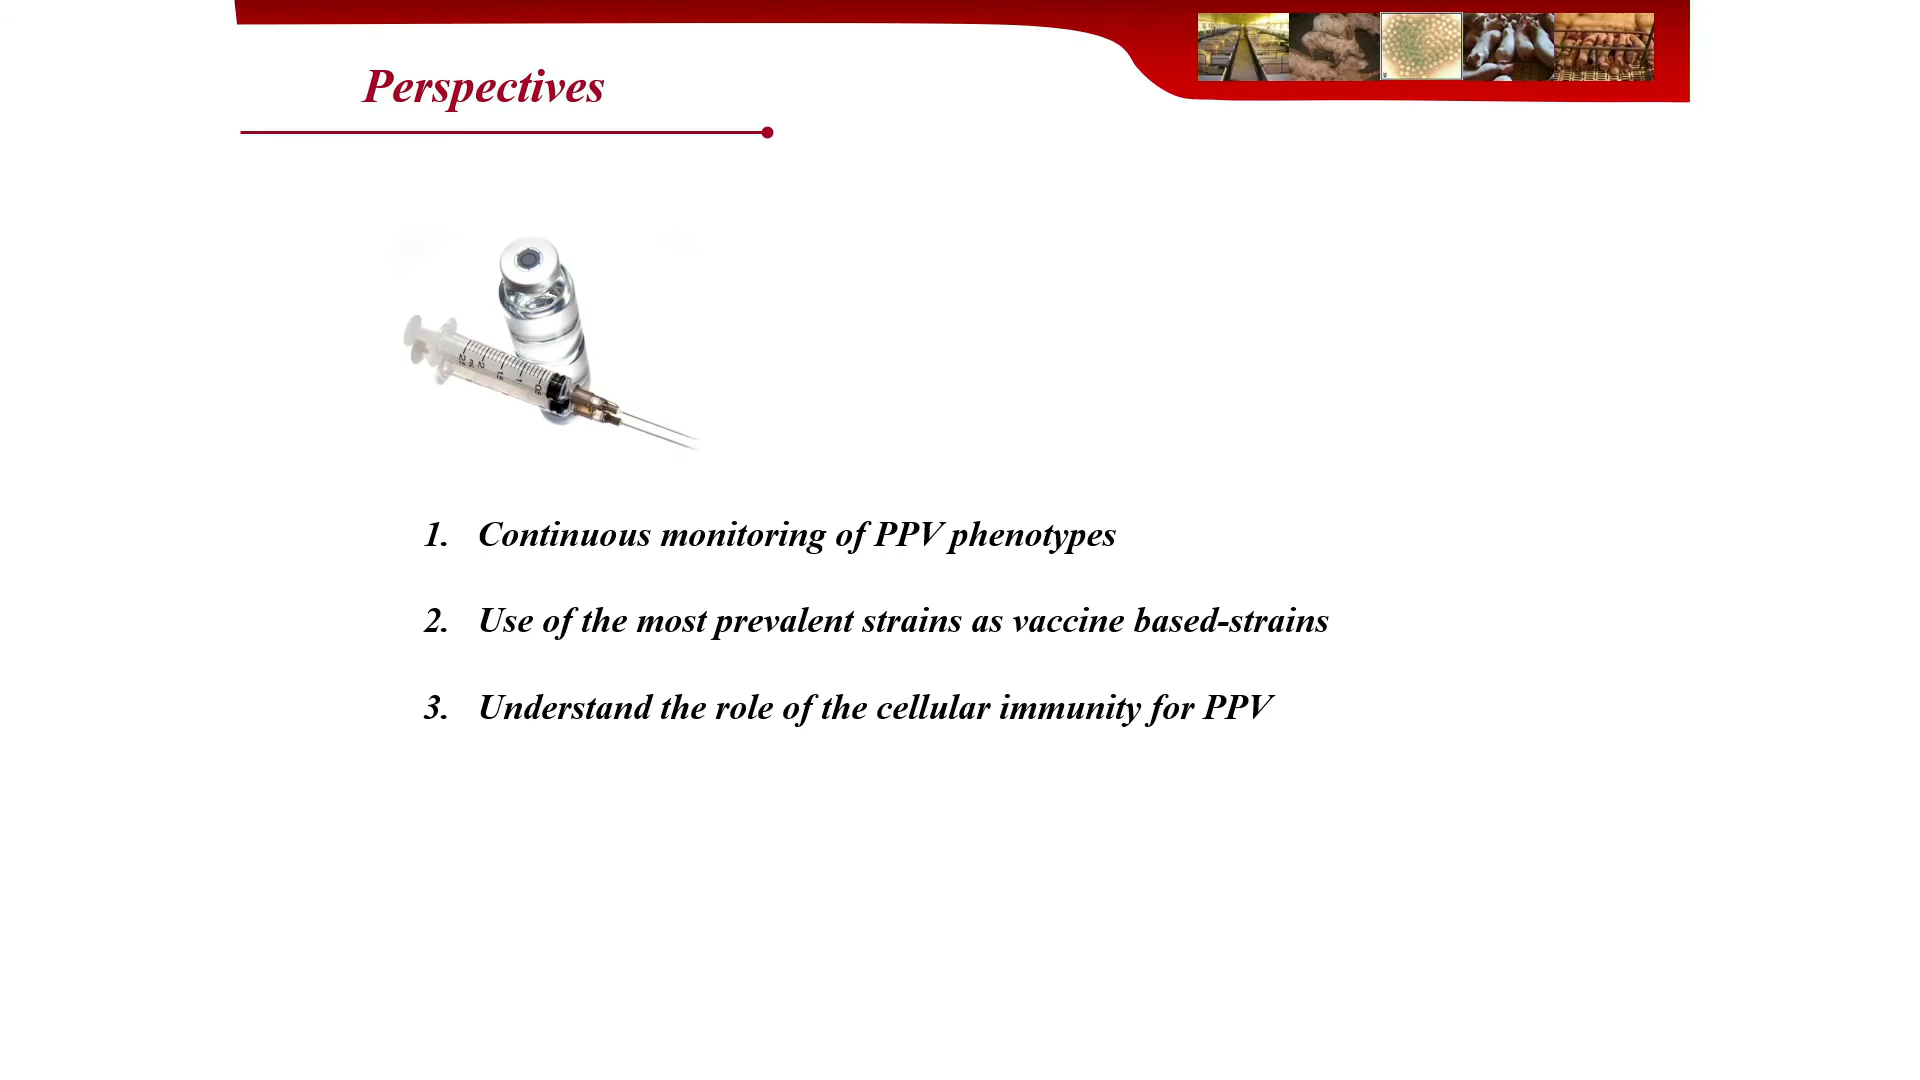 Perspectives
1. Continuous monitoring of PPV phenotypes
2. Use of the most prevalent strains as vaccine based-strains
3. Understand the role of the cellular immunity for PPV